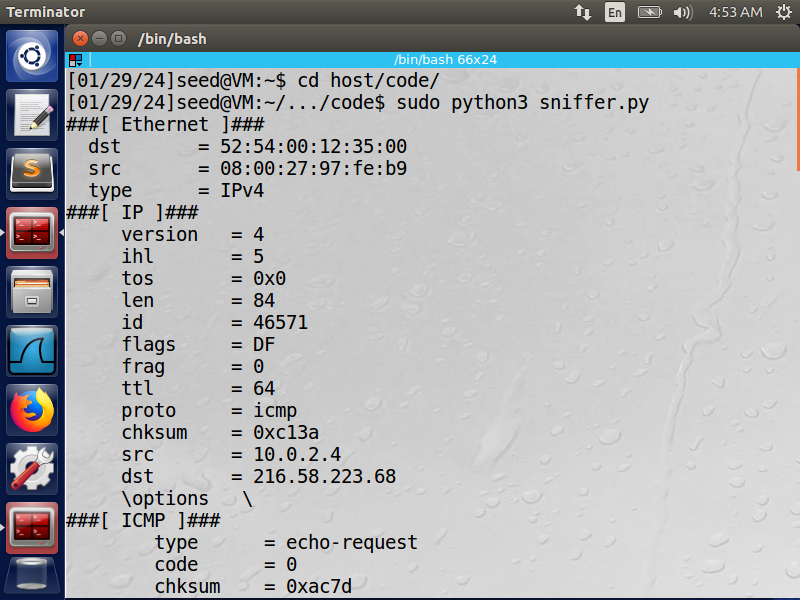 Terminator
En
4:53 AM
/bin/bash
/bin/bash 66x24
[01/29/24]seed@VM:~$ cd host/code/
[01/29/24]seed@VM:~/.../code$ sudo python3 sniffer.py
###[ Ethernet ]###
  dst       = 52:54:00:12:35:00
  src       = 08:00:27:97:fe:b9
  type      = IPv4
###[ IP ]###
     version   = 4
     ihl       = 5
     tos       = 0x0
     len       = 84
     id        = 46571
     flags     = DF
     frag      = 0
     ttl       = 64
     proto     = icmp
     chksum    = 0xc13a
     src       = 10.0.2.4
     dst       = 216.58.223.68
     \options   \
###[ ICMP ]###
        type      = echo-request
        code      = 0
        chksum    = 0xac7d